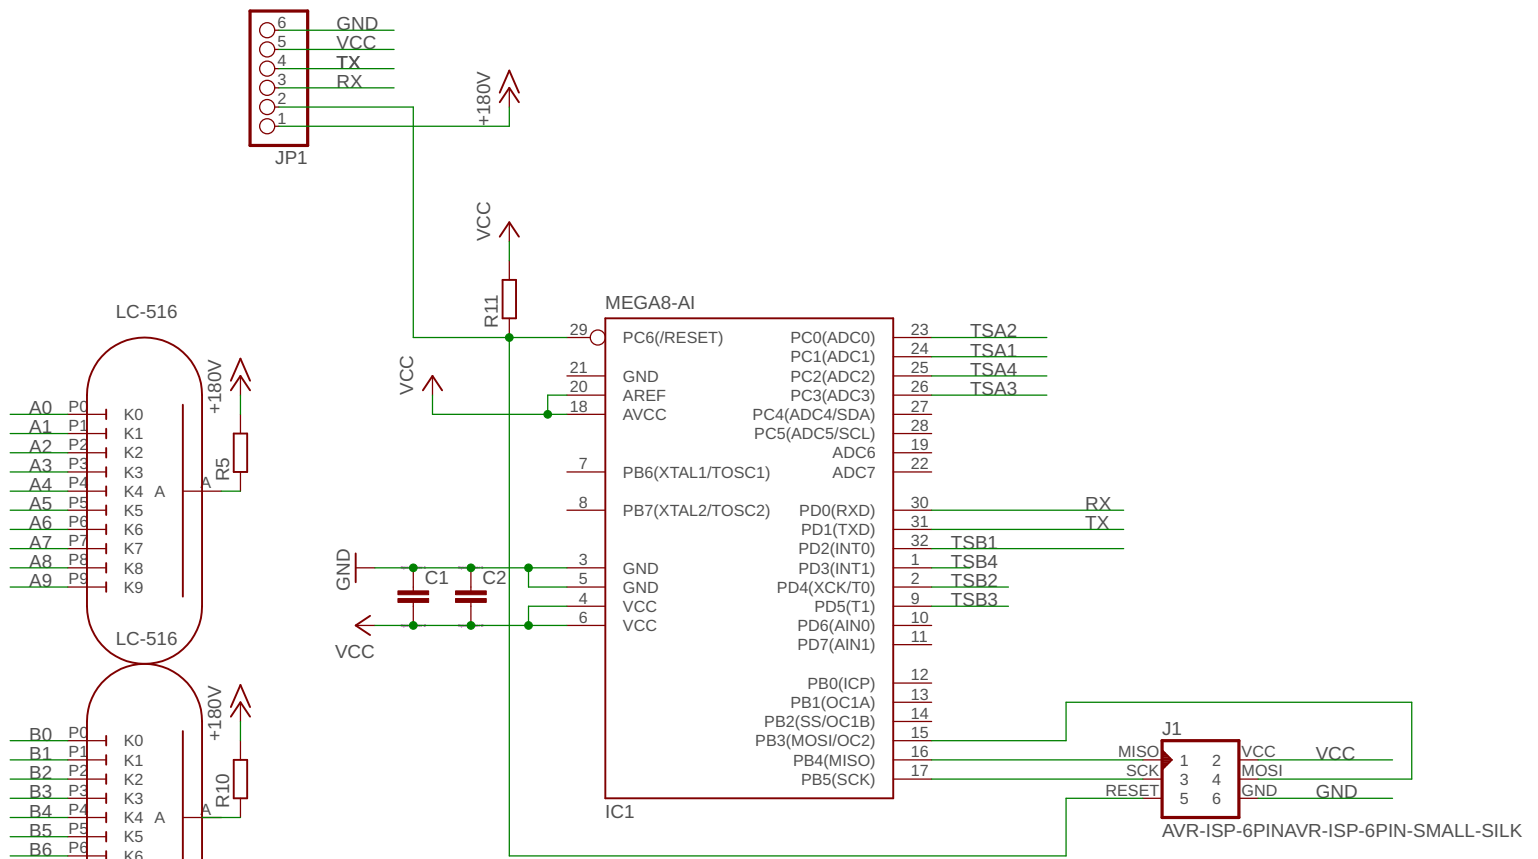 6 GND
5 VCC
4 TX
3 RX
2
1
JP1
+180V
VCC
R11
MEGA8-AI
29 PC6(/RESET)
21 GND
20 AREF
18 AVCC
7 PB6(XTAL1/TOSC1)
8 PB7(XTAL2/TOSC2)
3 GND
5 GND
4 VCC
6 VCC
PC0(ADC0) 23 TSA2
PC1(ADC1) 24 TSA1
PC2(ADC2) 25 TSA4
PC3(ADC3) 26 TSA3
PC4(ADC4/SDA) 27
PC5(ADC5/SCL) 28
ADC6 19
ADC7 22
PD0(RXD) 30 RX
PD1(TXD) 31 TX
PD2(INT0) 32 TSB1
PD3(INT1) 1 TSB4
PD4(XCK/T0) 2 TSB2
PD5(T1) 9 TSB3
PD6(AIN0) 10
PD7(AIN1) 11
PB0(ICP) 12
PB1(OC1A) 13
PB2(SS/OC1B) 14
PB3(MOSI/OC2) 15
PB4(MISO) 16
PB5(SCK) 17
IC1
VCC
GND
C1
C2
VCC
LC-516
+180V
R5
A0 P0 K0
A1 P1 K1
A2 P2 K2
A3 P3 K3
A4 P4 K4 A A
A5 P5 K5
A6 P6 K6
A7 P7 K7
A8 P8 K8
A9 P9 K9
LC-516
+180V
R10
B0 P0 K0
B1 P1 K1
B2 P2 K2
B3 P3 K3
B4 P4 K4 A A
B5 P5 K5
B6 P6 K6
J1
MISO 1 2 VCC VCC
SCK 3 4 MOSI
RESET 5 6 GND GND
AVR-ISP-6PINAVR-ISP-6PIN-SMALL-SILK